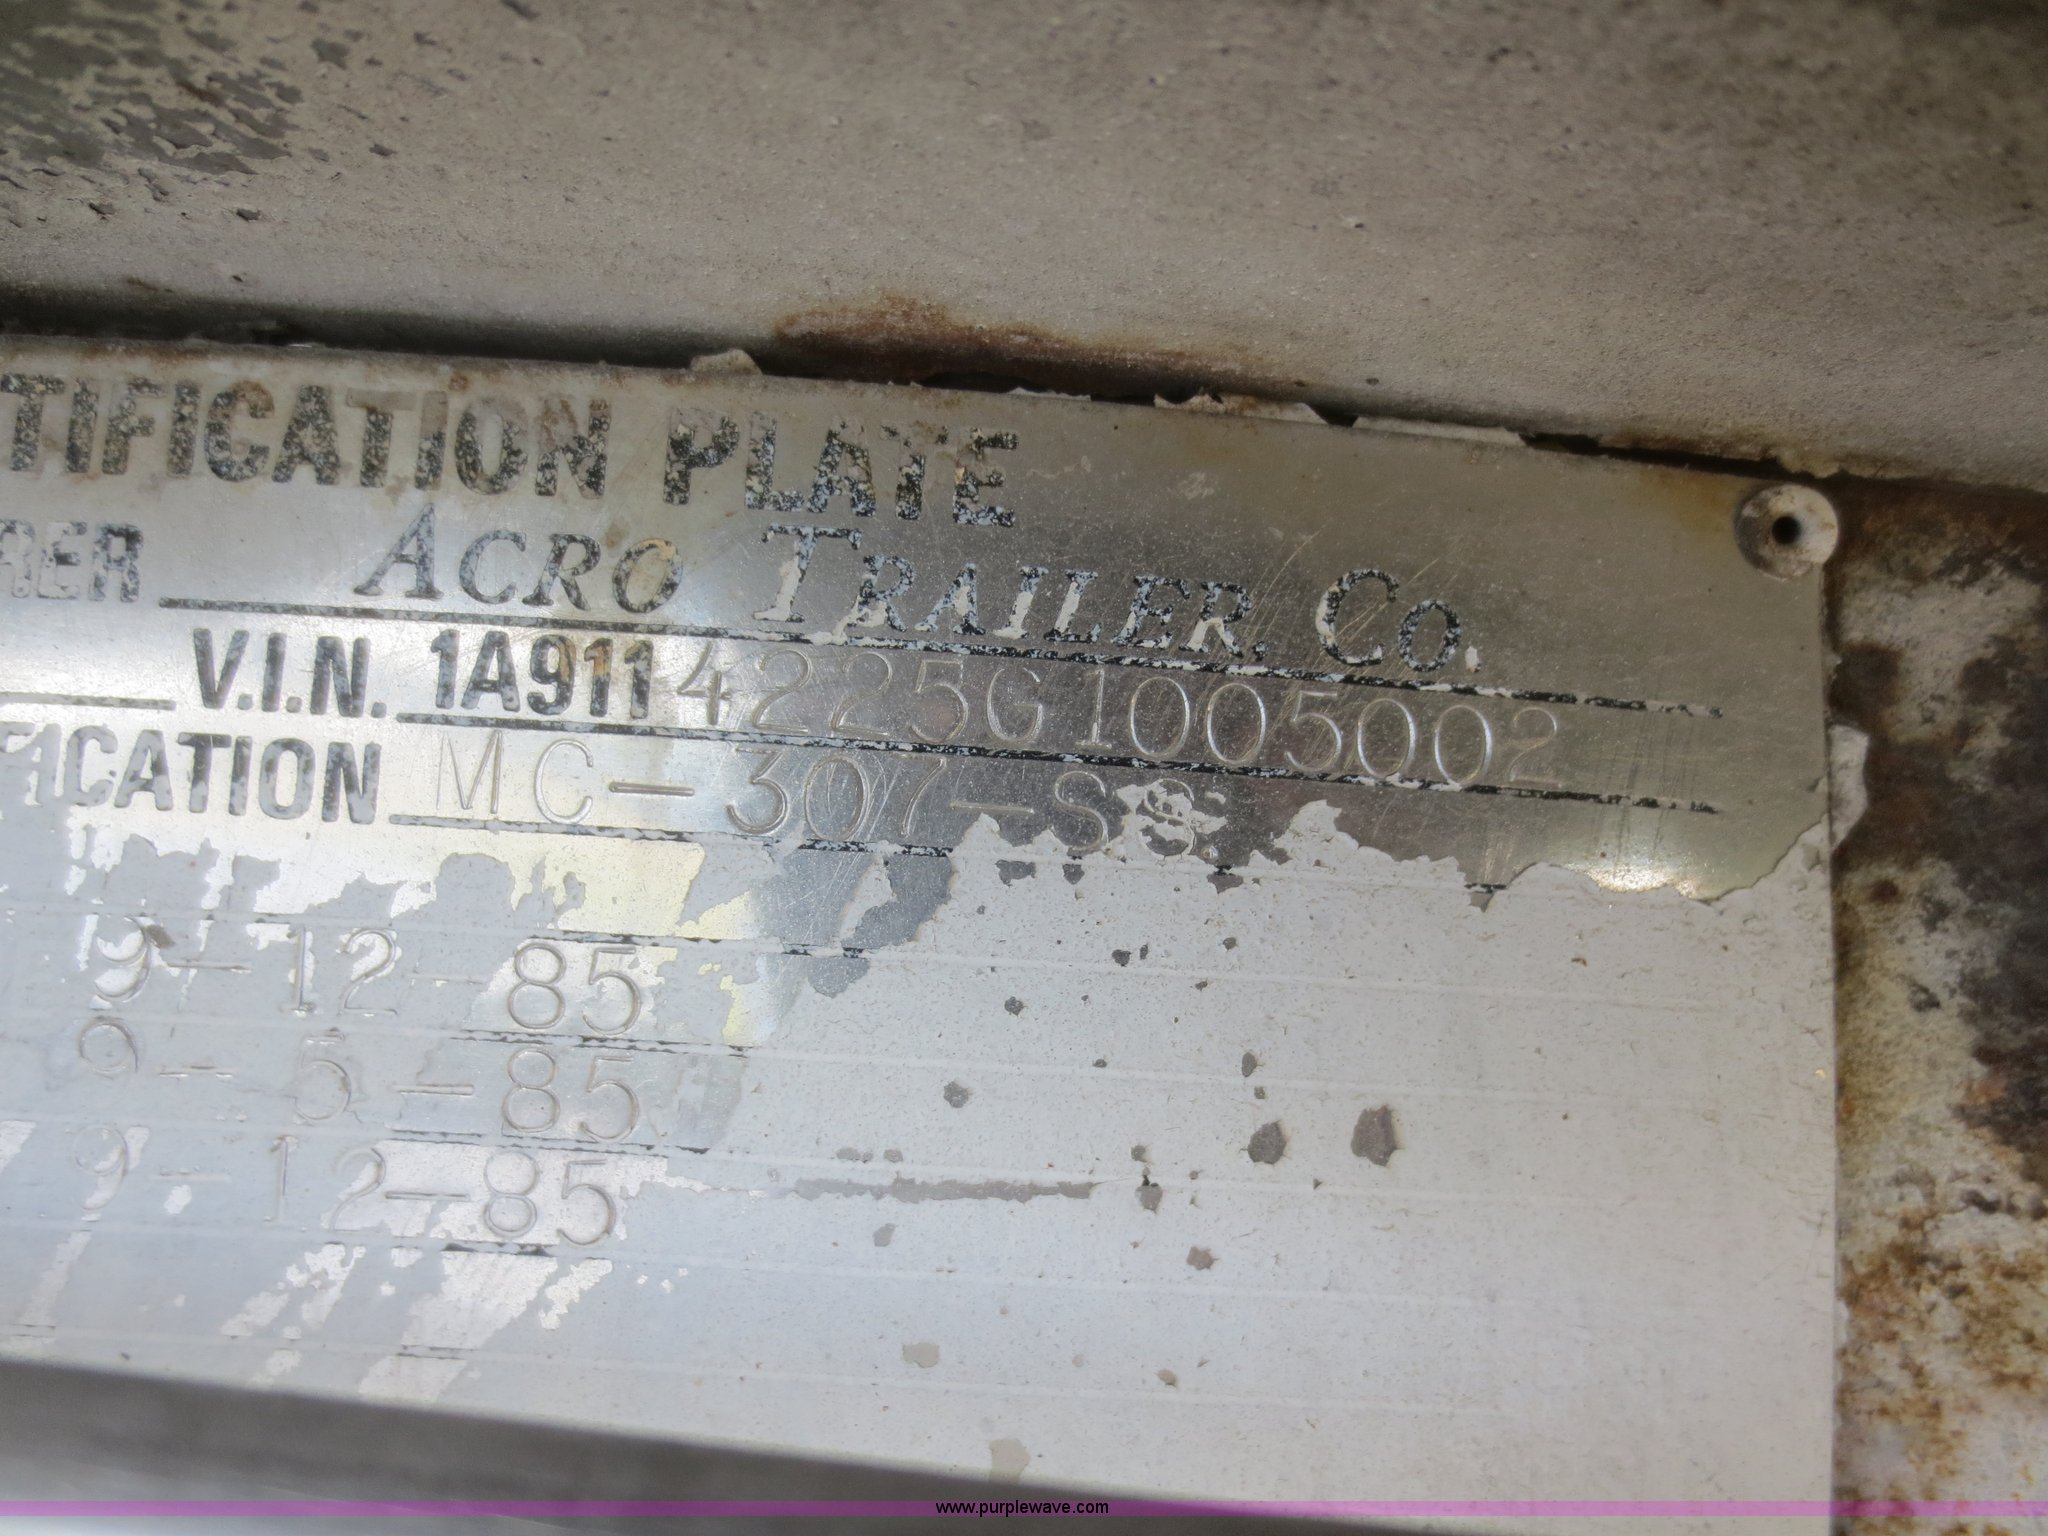 TIFICATION PLATE
RER ACRO TRAILER CO.
V.I.N. 1A9114225G1005002
FICATION MC-307-SS
9-12-85
9-5-85
9-12-85
www.purplewave.com